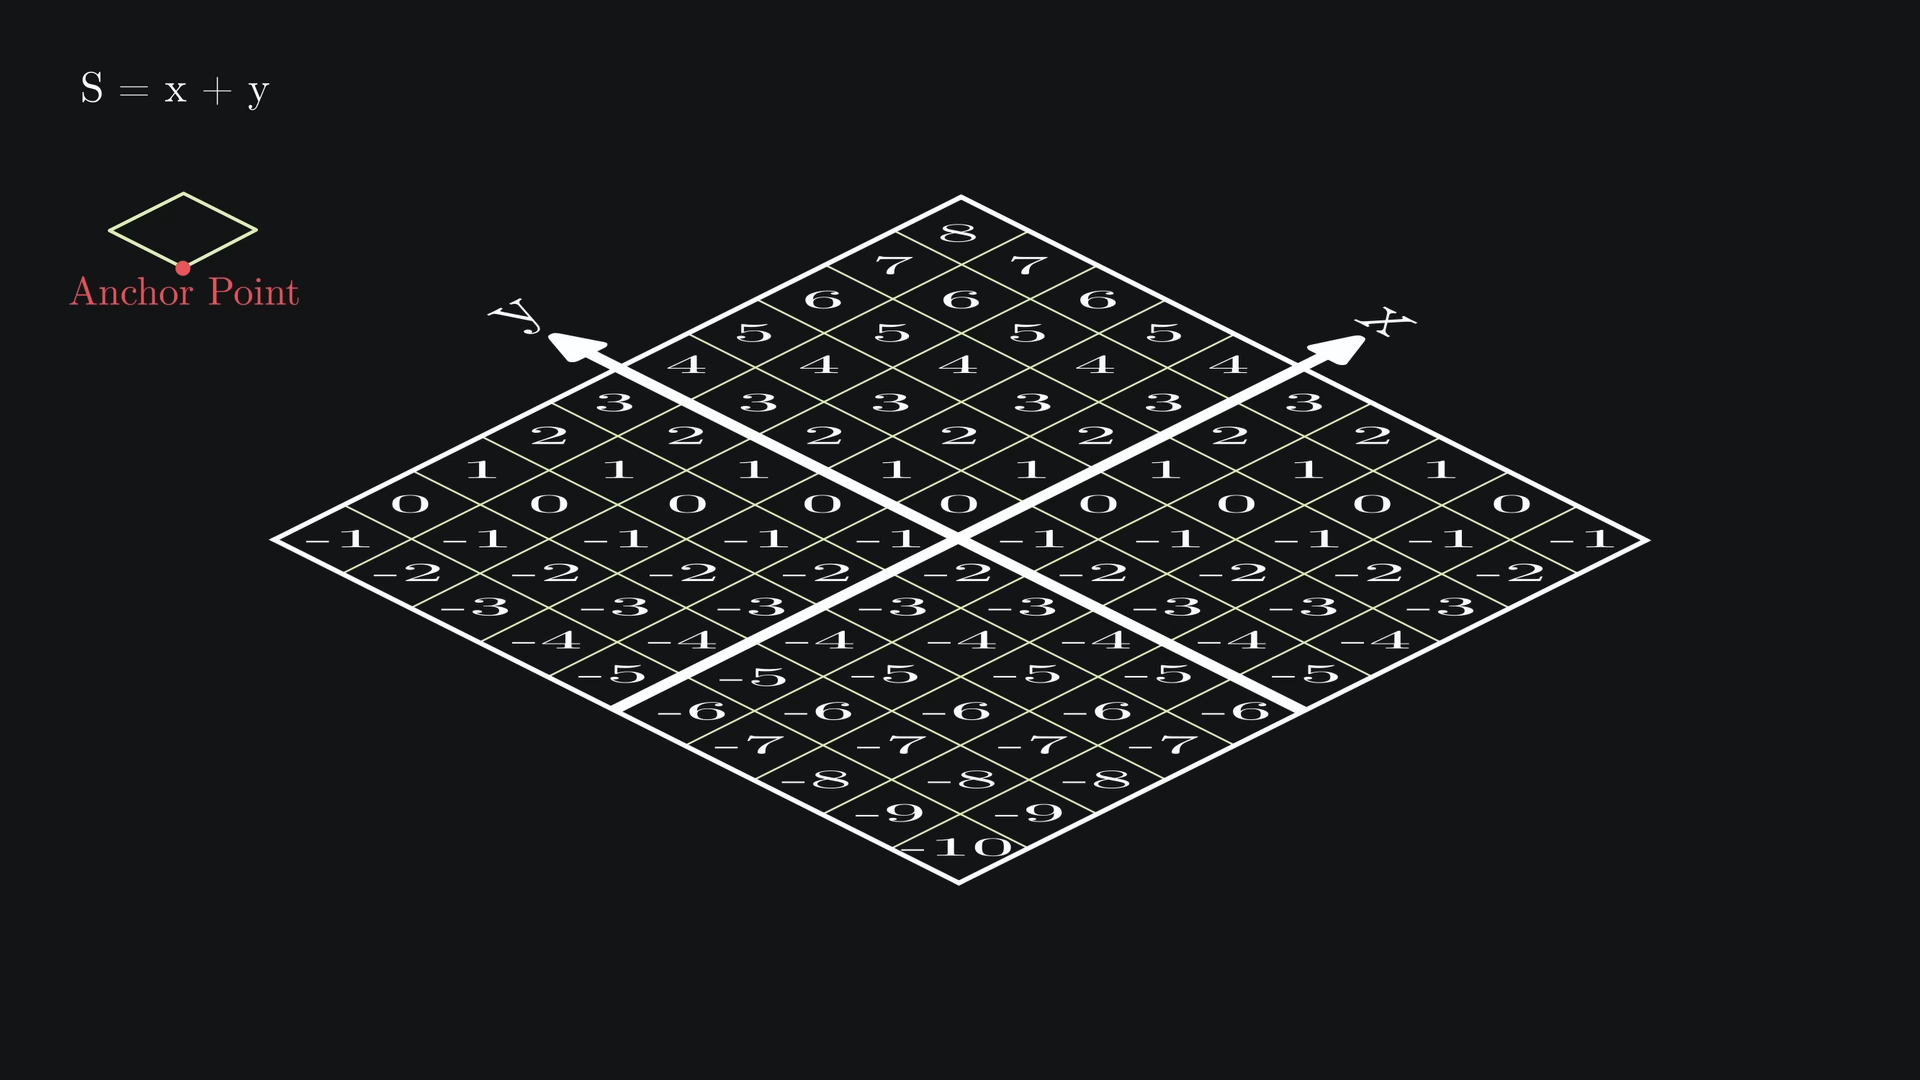 S = x + y
Anchor Point
y
x
8
7 7
6 6 6
5 5 5 5
4 4 4 4 4
3 3 3 3 3 3
2 2 2 2 2 2 2
1 1 1 1 1 1 1 1
0 0 0 0 0 0 0 0 0
-1 -1 -1 -1 -1 -1 -1 -1 -1 -1
-2 -2 -2 -2 -2 -2 -2 -2 -2
-3 -3 -3 -3 -3 -3 -3 -3
-4 -4 -4 -4 -4 -4 -4
-5 -5 -5 -5 -5 -5
-6 -6 -6 -6 -6
-7 -7 -7 -7
-8 -8 -8
-9 -9
-10